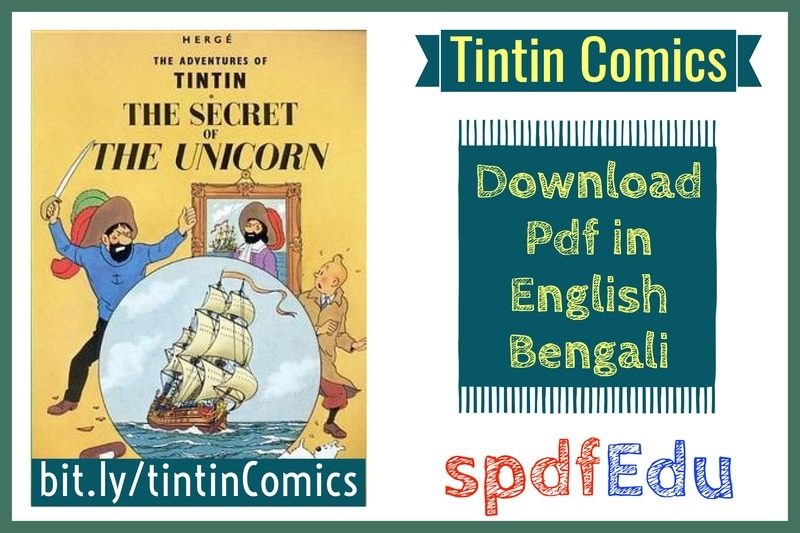 HERGÉ
THE ADVENTURES OF
TINTIN
THE SECRET
OF
THE UNICORN
bit.ly/tintinComics
Tintin Comics
Download
Pdf in
English
Bengali
spdfEdu